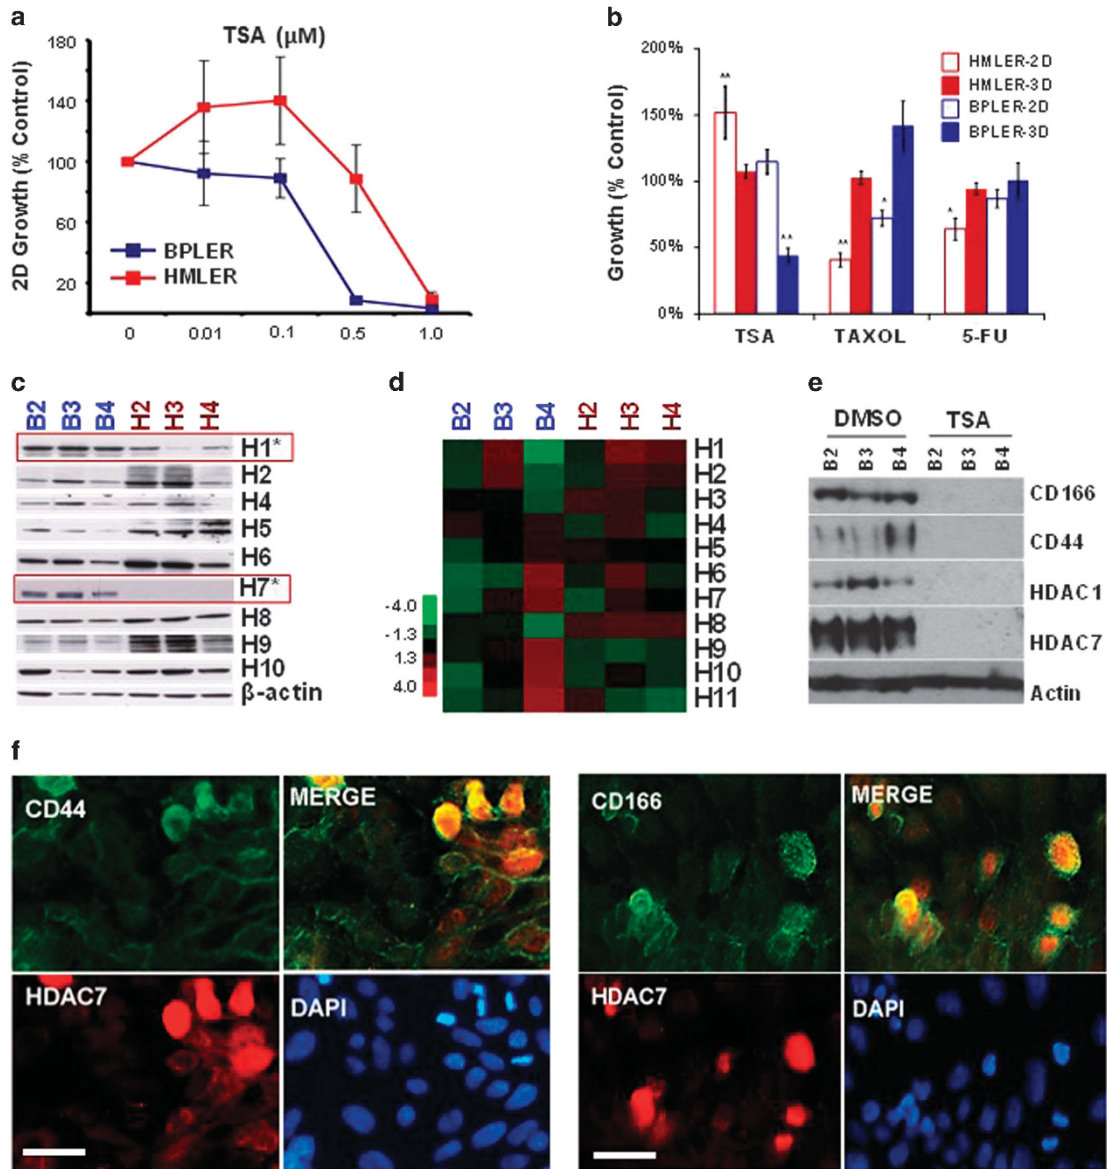 a
TSA (µM)
2D Growth (% Control)
180
140
100
60
20
BPLER
HMLER
0 0.01 0.1 0.5 1.0
b
Growth (% Control)
200%
150%
100%
50%
0%
^^
^^
^^
^
^
HMLER-2D
HMLER-3D
BPLER-2D
BPLER-3D
TSA TAXOL 5-FU
c
B2 B3 B4 H2 H3 H4
H1*
H2
H4
H5
H6
H7*
H8
H9
H10
β-actin
d
B2 B3 B4 H2 H3 H4
H1
H2
H3
H4
H5
H6
H7
H8
H9
H10
H11
-4.0
-1.3
1.3
4.0
e
DMSO TSA
B2 B3 B4 B2 B3 B4
CD166
CD44
HDAC1
HDAC7
Actin
f
CD44
MERGE
HDAC7
DAPI
CD166
MERGE
HDAC7
DAPI